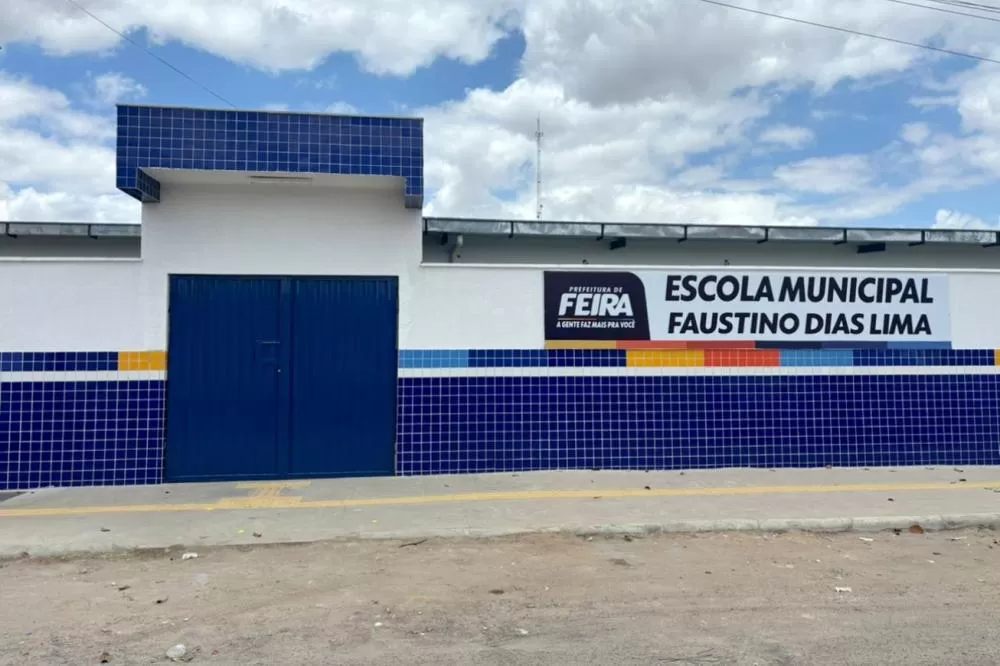 PREFEITURA DE
FEIRA
A GENTE FAZ MAIS PRA VOCÊ
ESCOLA MUNICIPAL
FAUSTINO DIAS LIMA